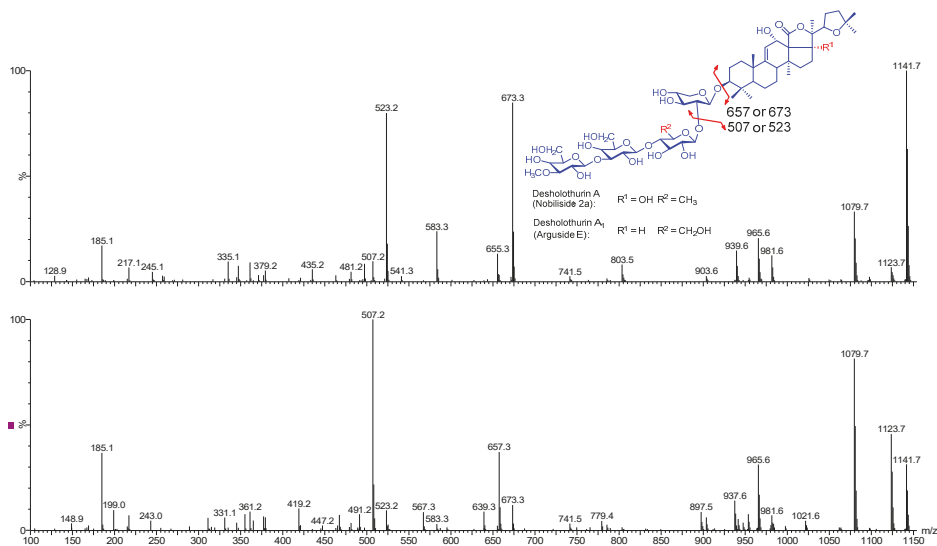 100
%
0
128.9
185.1
217.1
245.1
335.1
379.2
435.2
481.2
507.2
523.2
541.3
583.3
655.3
673.3
741.5
803.5
903.6
939.6
965.6
981.6
1079.7
1123.7
1141.7
HO
O
O
O
R¹
O
HO
HO
O
O
657 or 673
507 or 523
R²
O
O
O
HO
OH
HOH₂C
HO
O
O
OH
HOH₂C
HO
O
O
H₃CO
OH
Desholothurin A
(Nobiliside 2a): R¹ = OH R² = CH₃
Desholothurin A₁
(Arguside E): R¹ = H R² = CH₂OH
100
%
0
148.9
185.1
199.0
243.0
331.1
361.2
419.2
447.2
491.2
507.2
523.2
567.3
583.3
639.3
657.3
673.3
741.5
779.4
897.5
937.6
965.6
981.6
1021.6
1079.7
1123.7
1141.7
100 150 200 250 300 350 400 450 500 550 600 650 700 750 800 850 900 950 1000 1050 1100 1150 m/z